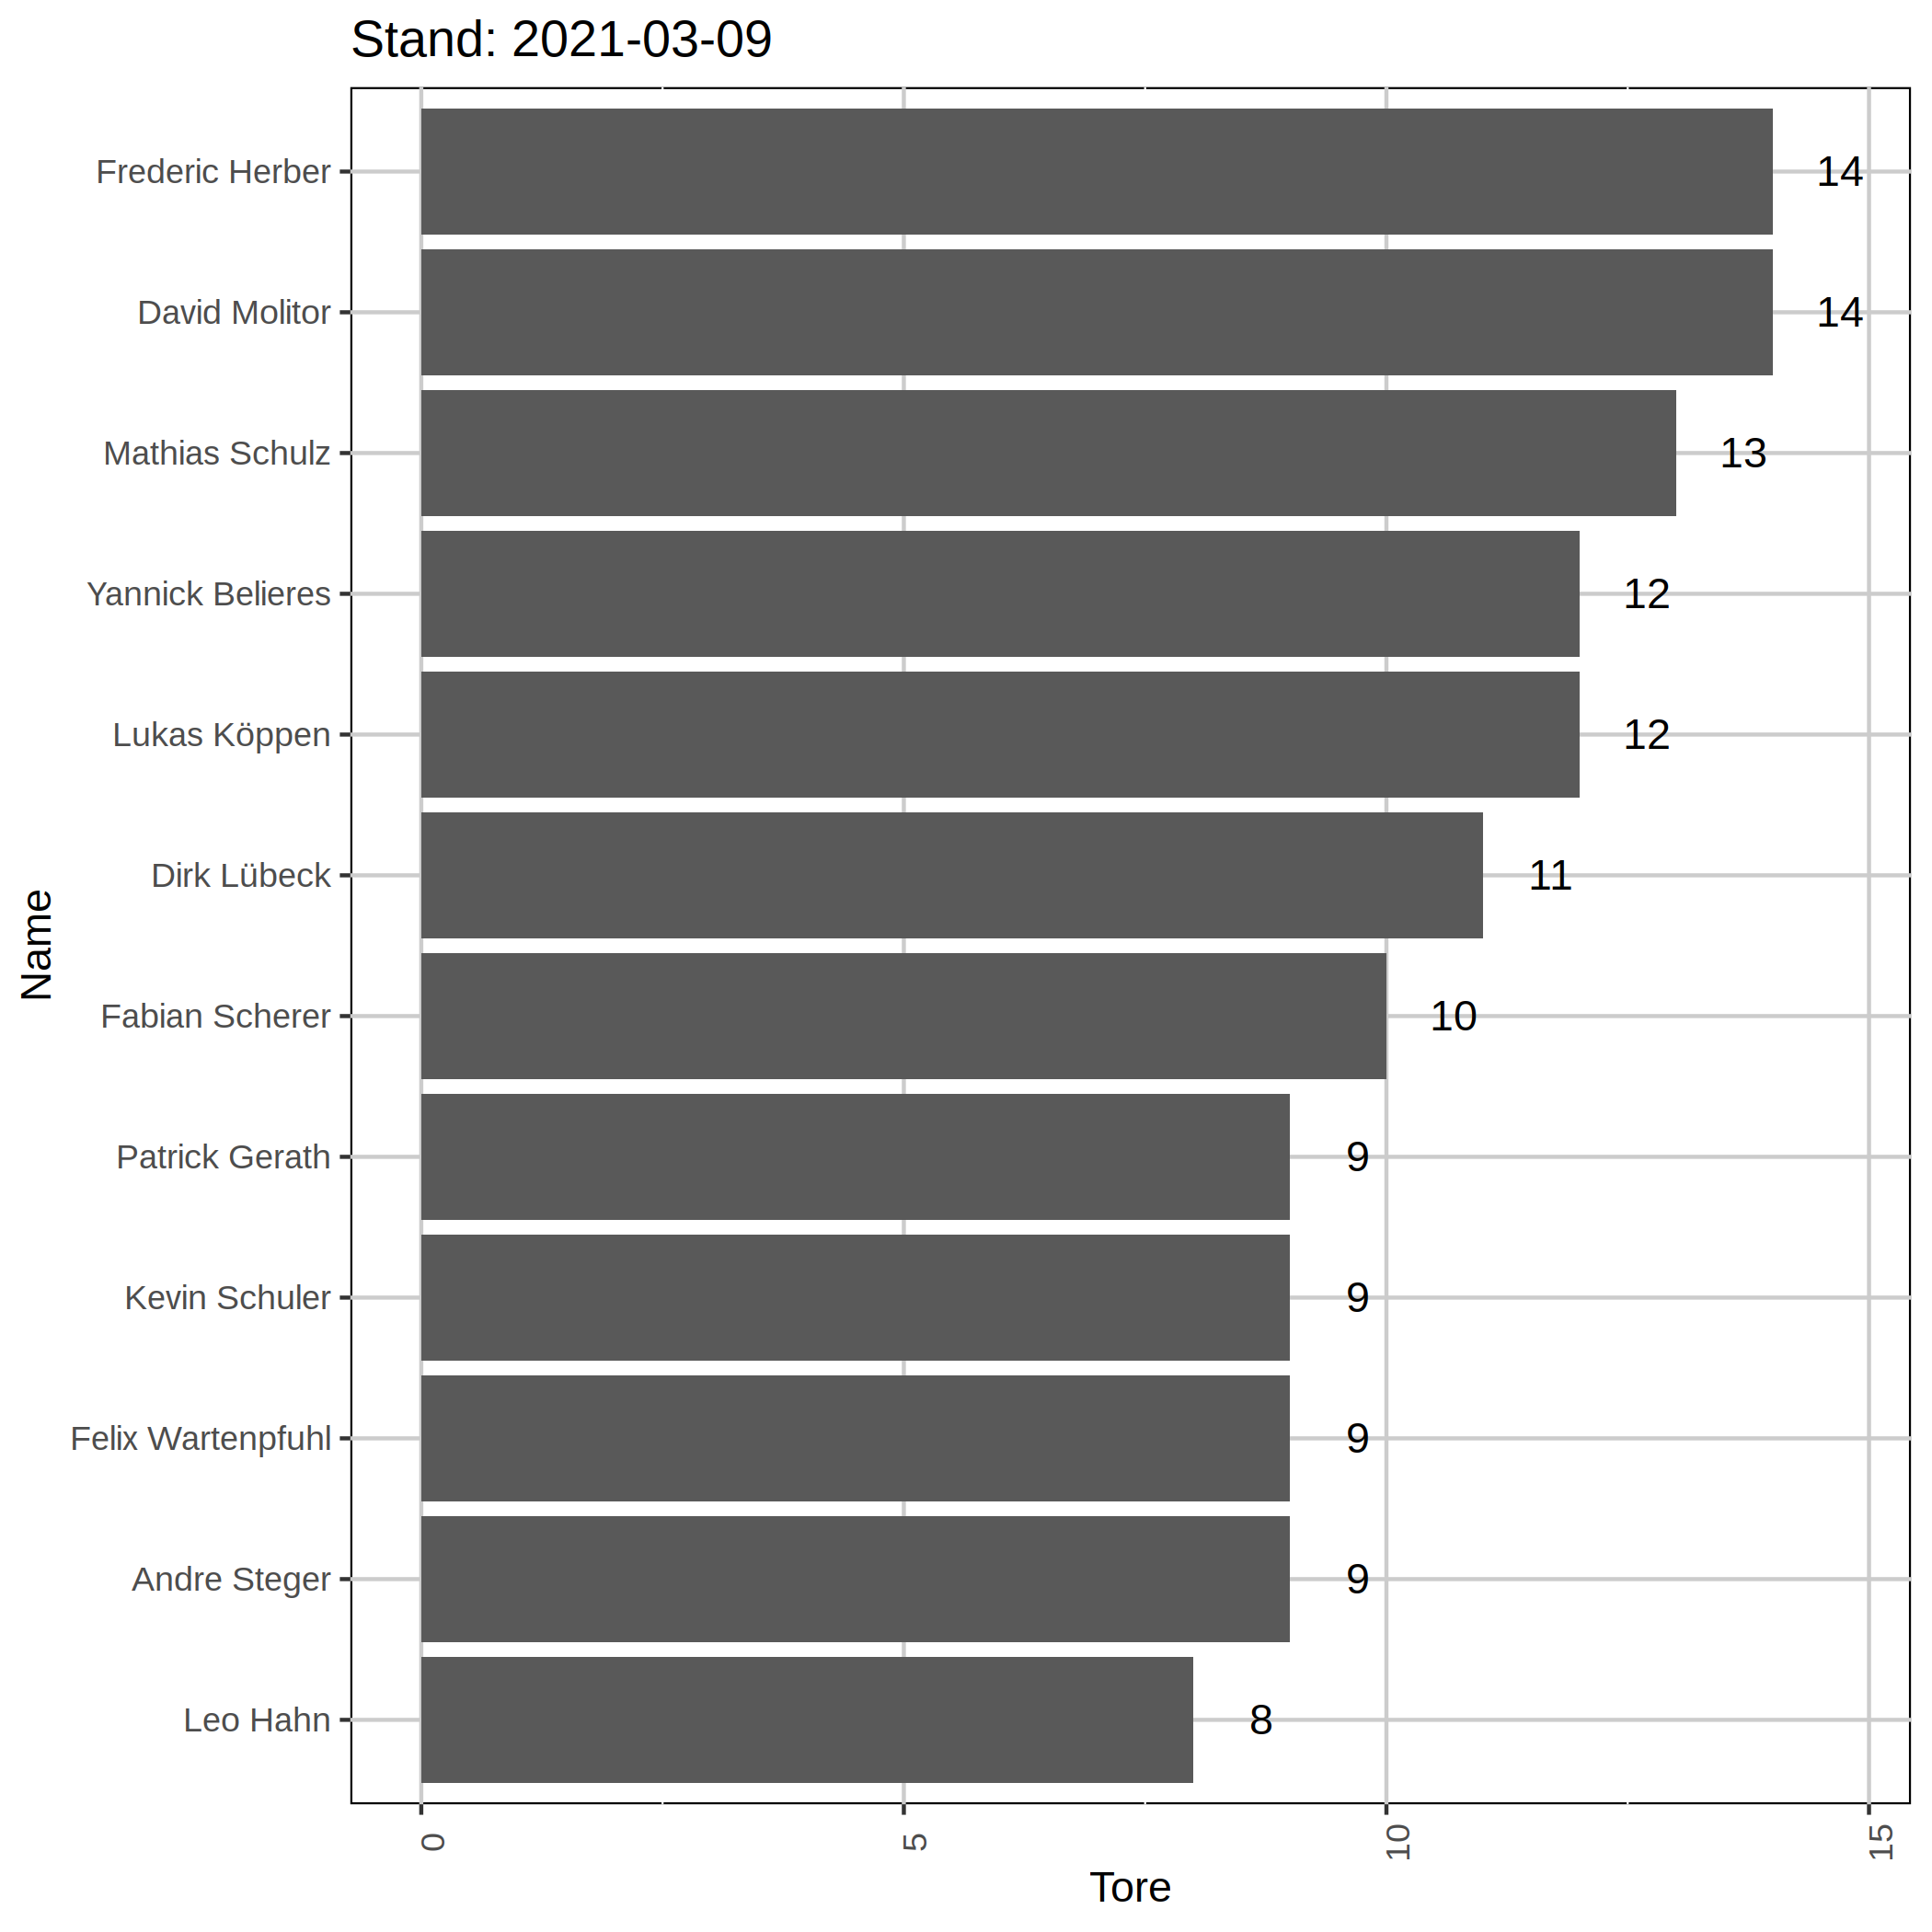 Stand: 2021-03-09
Frederic Herber 14
David Molitor 14
Mathias Schulz 13
Yannick Belieres 12
Lukas Köppen 12
Dirk Lübeck 11
Fabian Scherer 10
Patrick Gerath 9
Kevin Schuler 9
Felix Wartenpfuhl 9
Andre Steger 9
Leo Hahn 8
Name
0 5 10 15
Tore